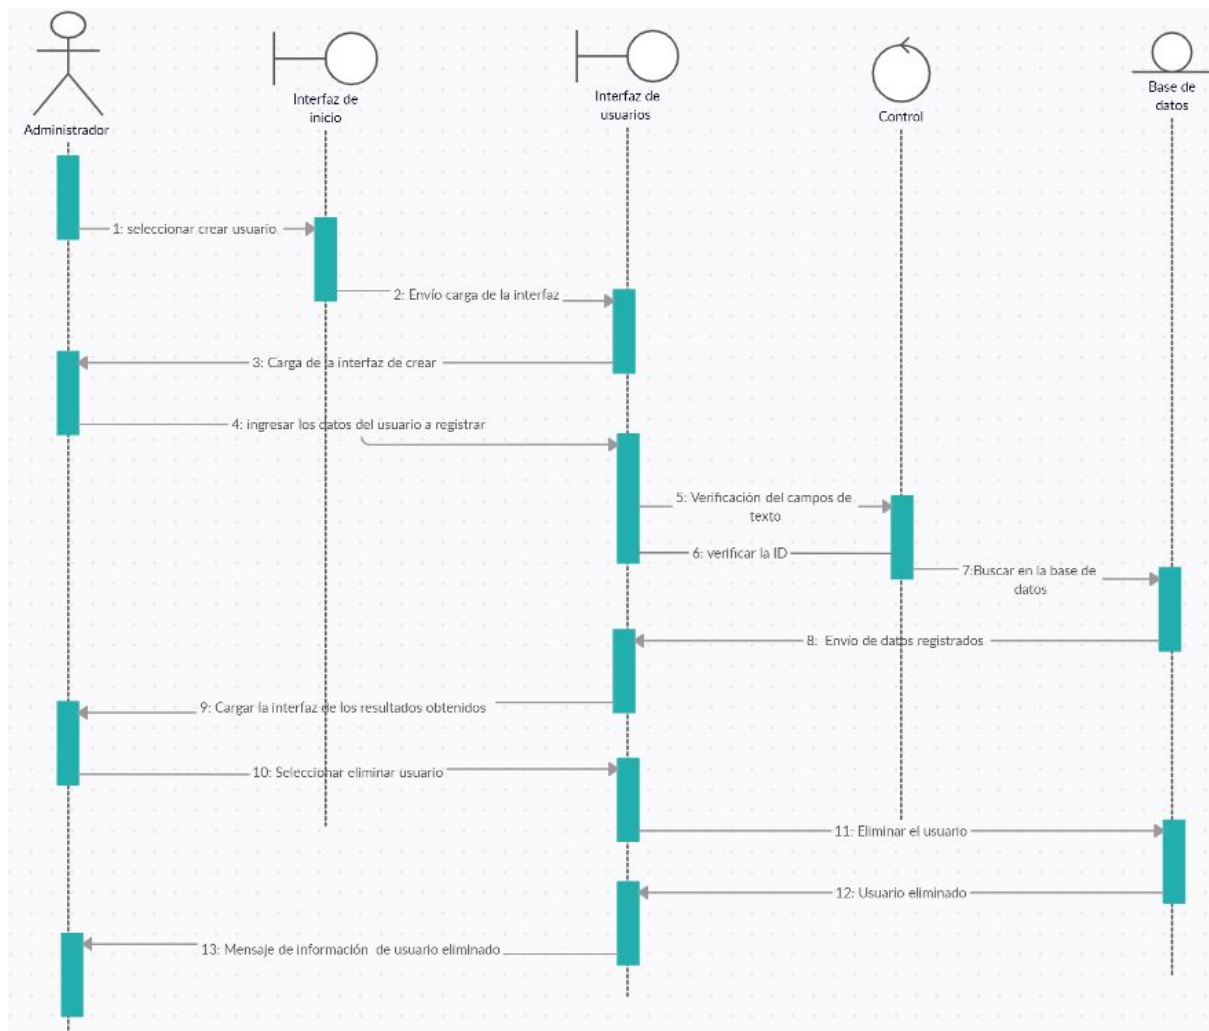 Administrador
Interfaz de
inicio
Interfaz de
usuarios
Control
Base de
datos
1: seleccionar crear usuario
2: Envío carga de la interfaz
3: Carga de la interfaz de crear
4: ingresar los datos del usuario a registrar
5: Verificación del campos de
texto
6: verificar la ID
7:Buscar en la base de
datos
8: Envío de datos registrados
9: Cargar la interfaz de los resultados obtenidos
10: Seleccionar eliminar usuario
11: Eliminar el usuario
12: Usuario eliminado
13: Mensaje de información de usuario eliminado